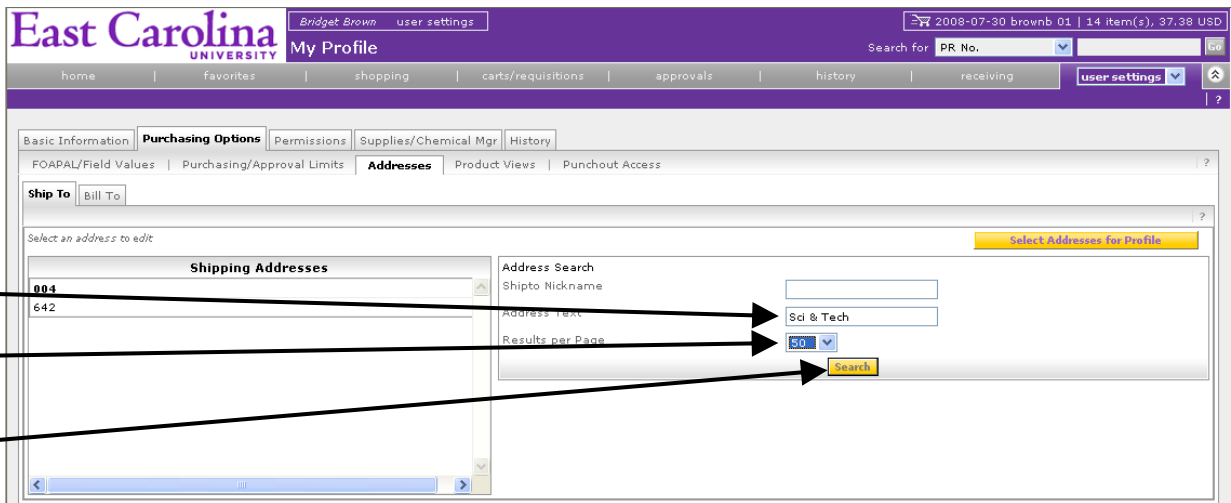 East Carolina
UNIVERSITY
Bridget Brown user settings
2008-07-30 brownb 01 | 14 item(s), 37.38 USD
My Profile
Search for PR No. Go
home | favorites | shopping | carts/requisitions | approvals | history | receiving user settings
?
Basic Information Purchasing Options Permissions Supplies/Chemical Mgr History
FOAPAL/Field Values | Purchasing/Approval Limits Addresses Product Views | Punchout Access ?
Ship To Bill To
?
Select an address to edit Select Addresses for Profile
Shipping Addresses
004
642
Address Search
Shipto Nickname
Address Text Sci & Tech
Results per Page 50
Search